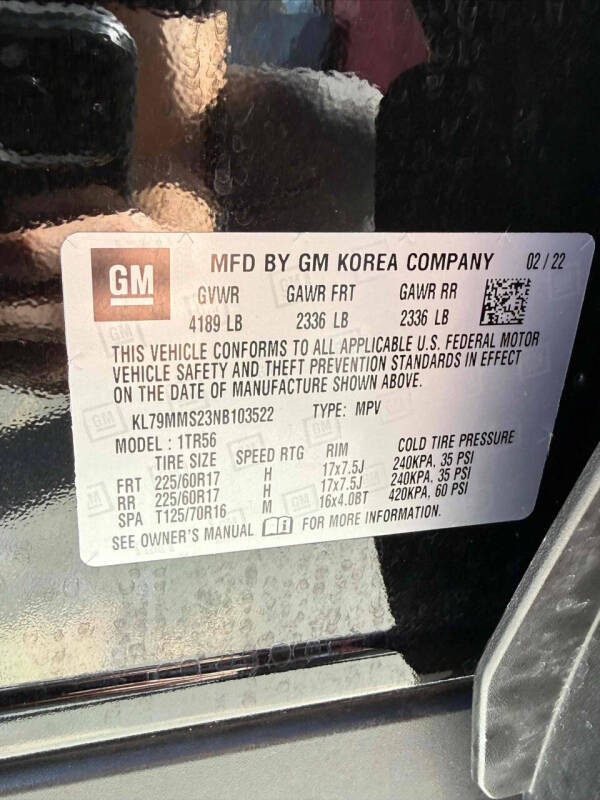 GM MFD BY GM KOREA COMPANY 02 / 22
GVWR GAWR FRT GAWR RR
4189 LB 2336 LB 2336 LB
THIS VEHICLE CONFORMS TO ALL APPLICABLE U.S. FEDERAL MOTOR
VEHICLE SAFETY AND THEFT PREVENTION STANDARDS IN EFFECT
ON THE DATE OF MANUFACTURE SHOWN ABOVE.
KL79MMS23NB103522 TYPE: MPV
MODEL : 1TR56
TIRE SIZE SPEED RTG RIM COLD TIRE PRESSURE
FRT 225/60R17 H 17x7.5J 240KPA, 35 PSI
RR 225/60R17 H 17x7.5J 240KPA, 35 PSI
SPA T125/70R16 16x4.0BT 420KPA, 60 PSI
SEE OWNER'S MANUAL FOR MORE INFORMATION.